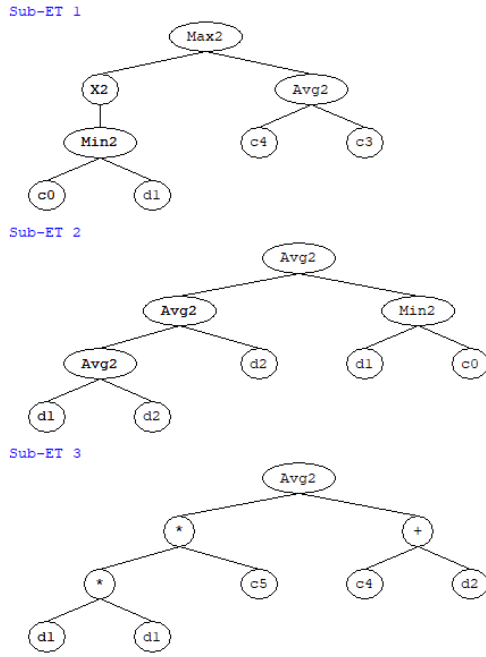 Sub-ET 1
Max2
X2 Avg2
Min2 c4 c3
c0 d1
Sub-ET 2
Avg2
Avg2 Min2
Avg2 d2 d1 c0
d1 d2
Sub-ET 3
Avg2
* +
* c5 c4 d2
d1 d1